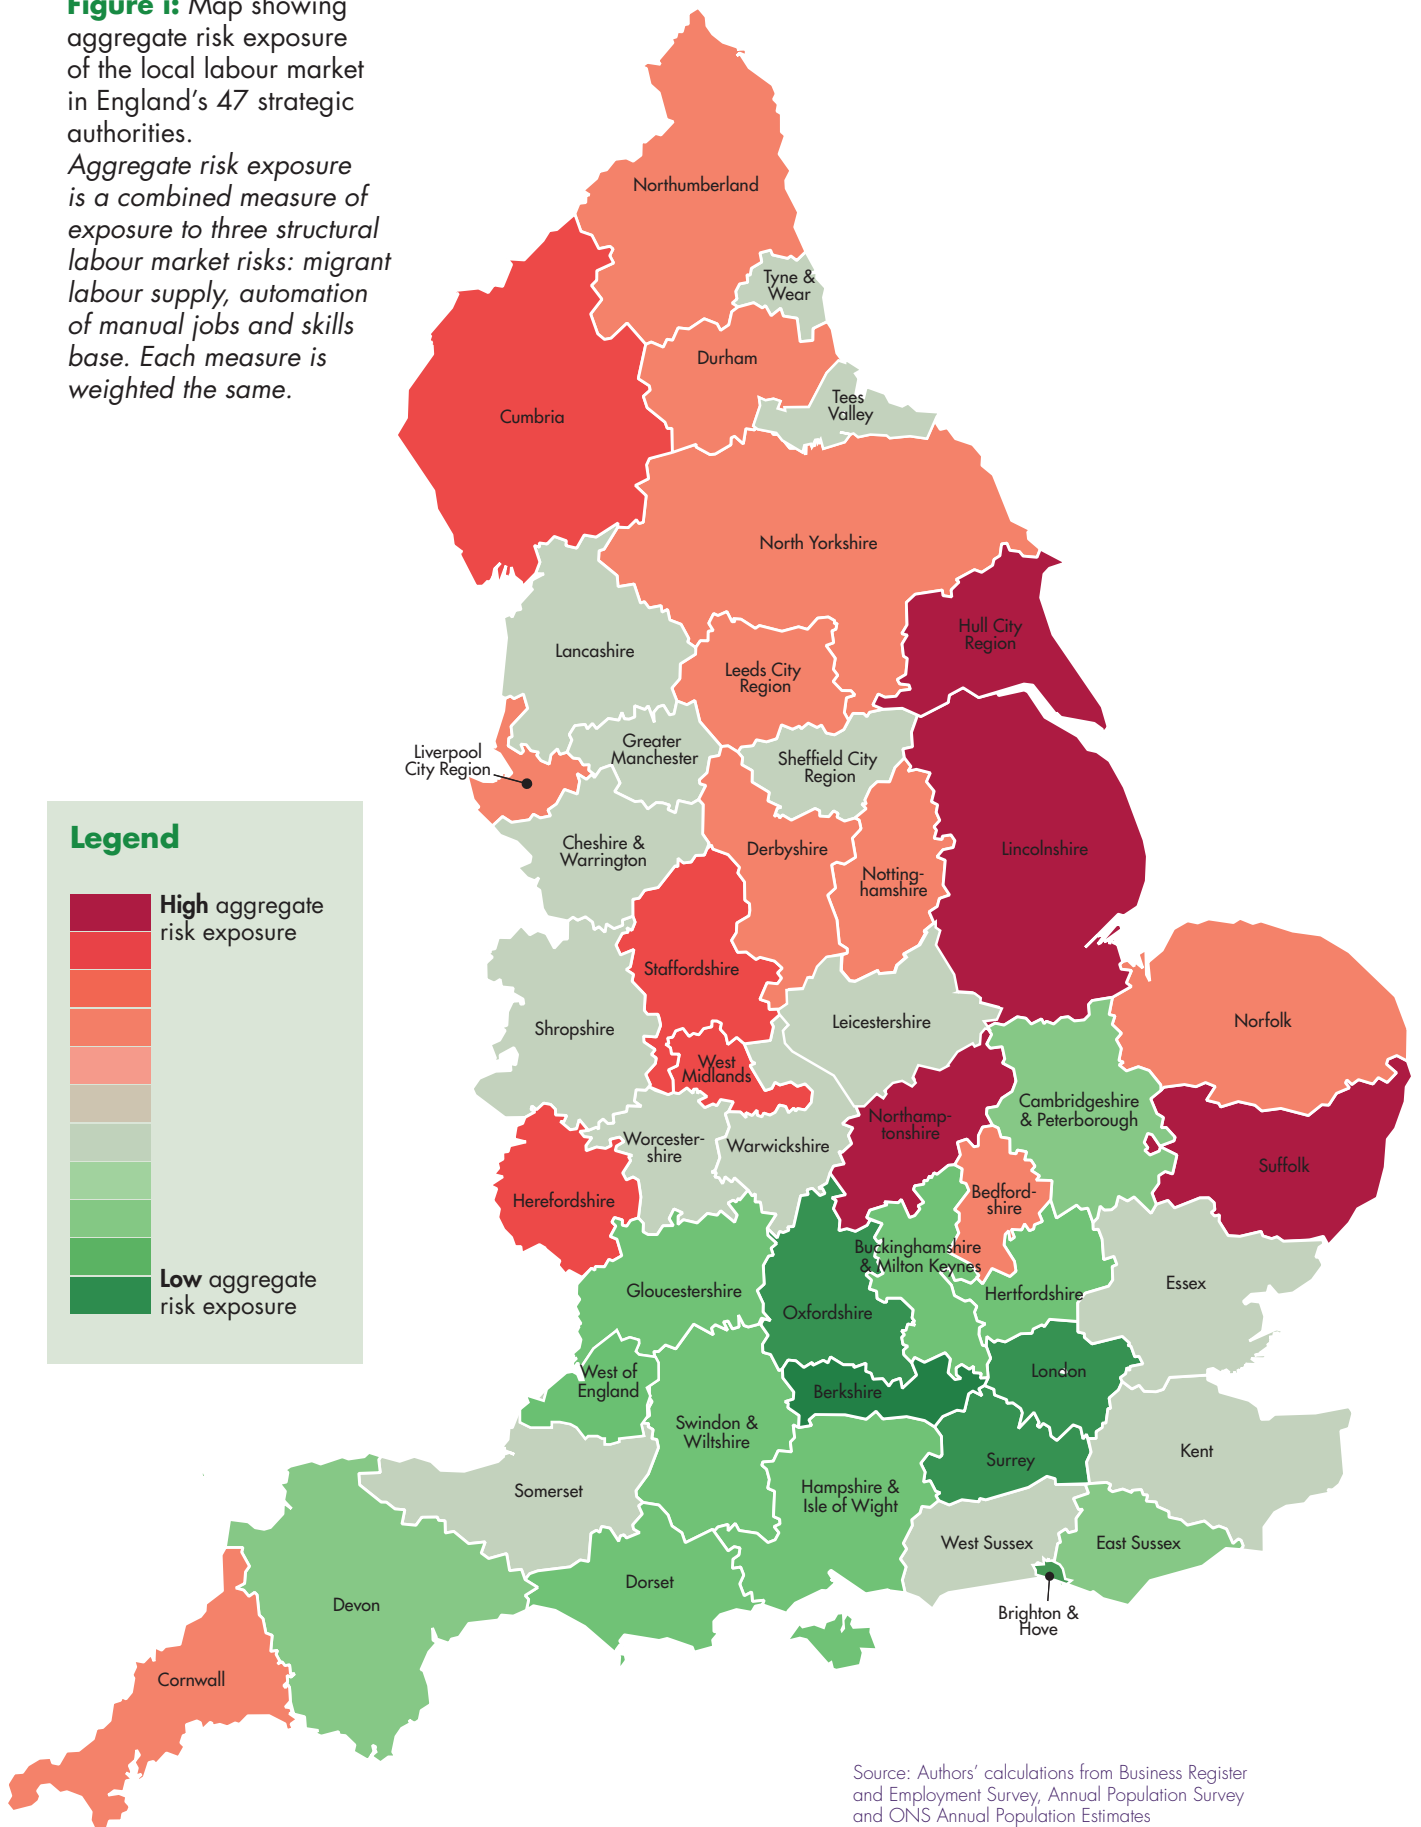 Figure i: Map showing
aggregate risk exposure
of the local labour market
in England's 47 strategic
authorities.
Aggregate risk exposure
is a combined measure of
exposure to three structural
labour market risks: migrant
labour supply, automation
of manual jobs and skills
base. Each measure is
weighted the same.
Northumberland
Tyne &
Wear
Durham
Tees
Valley
Cumbria
North Yorkshire
Hull City
Region
Lancashire
Leeds City
Region
Liverpool
City Region
Greater
Manchester
Sheffield City
Region
Cheshire &
Warrington
Derbyshire
Notting-
hamshire
Lincolnshire
Legend
High aggregate
risk exposure
Low aggregate
risk exposure
Staffordshire
Shropshire
Leicestershire
Norfolk
West
Midlands
Northamp-
tonshire
Cambridgeshire
& Peterborough
Worcester-
shire
Warwickshire
Suffolk
Herefordshire
Bedford-
shire
Buckinghamshire
& Milton Keynes
Gloucestershire
Oxfordshire
Hertfordshire
Essex
West of
England
Berkshire
London
Swindon &
Wiltshire
Surrey
Kent
Somerset
Hampshire &
Isle of Wight
West Sussex
East Sussex
Dorset
Devon
Brighton &
Hove
Cornwall
Source: Authors' calculations from Business Register
and Employment Survey, Annual Population Survey
and ONS Annual Population Estimates